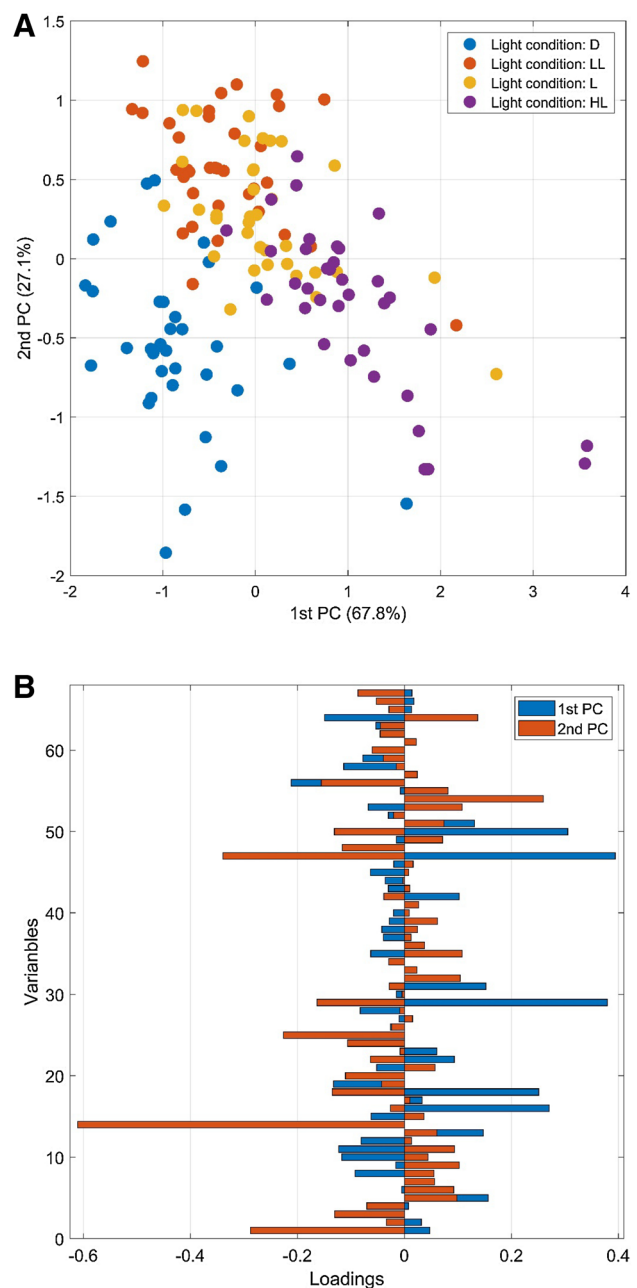 A
1.5
1
0.5
0
-0.5
-1
-1.5
-2
2nd PC (27.1%)
Light condition: D
Light condition: LL
Light condition: L
Light condition: HL
-2 -1 0 1 2 3 4
1st PC (67.8%)
B
60
50
40
30
20
10
0
Varianbles
1st PC
2nd PC
-0.6 -0.4 -0.2 0 0.2 0.4
Loadings